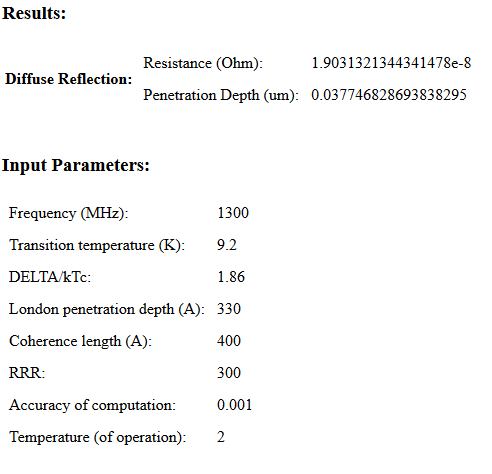 Results:
Diffuse Reflection:
Resistance (Ohm): 1.9031321344341478e-8
Penetration Depth (um): 0.037746828693838295
Input Parameters:
Frequency (MHz): 1300
Transition temperature (K): 9.2
DELTA/kTc: 1.86
London penetration depth (A): 330
Coherence length (A): 400
RRR: 300
Accuracy of computation: 0.001
Temperature (of operation): 2